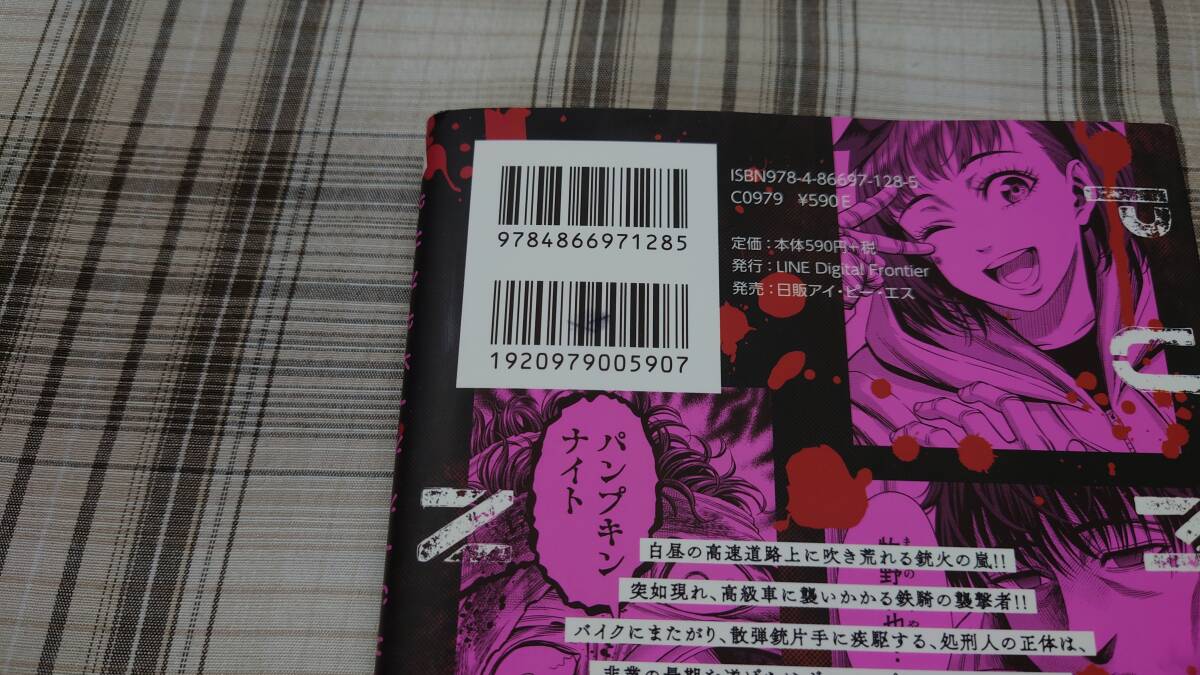 9784866971285
1920979005907
ISBN978-4-86697-128-5
C0979 ¥590E
定価：本体590円+税
発行：LINE Digital Frontier
発売：日販アイ・ピー・エス
P
U
パンプキン
ナイト
白昼の高速道路上に吹き荒れる銃火の嵐!!
突如現れ、高級車に襲いかかる鉄騎の襲撃者!!
バイクにまたがり、散弾銃片手に疾駆する、処刑人の正体は、